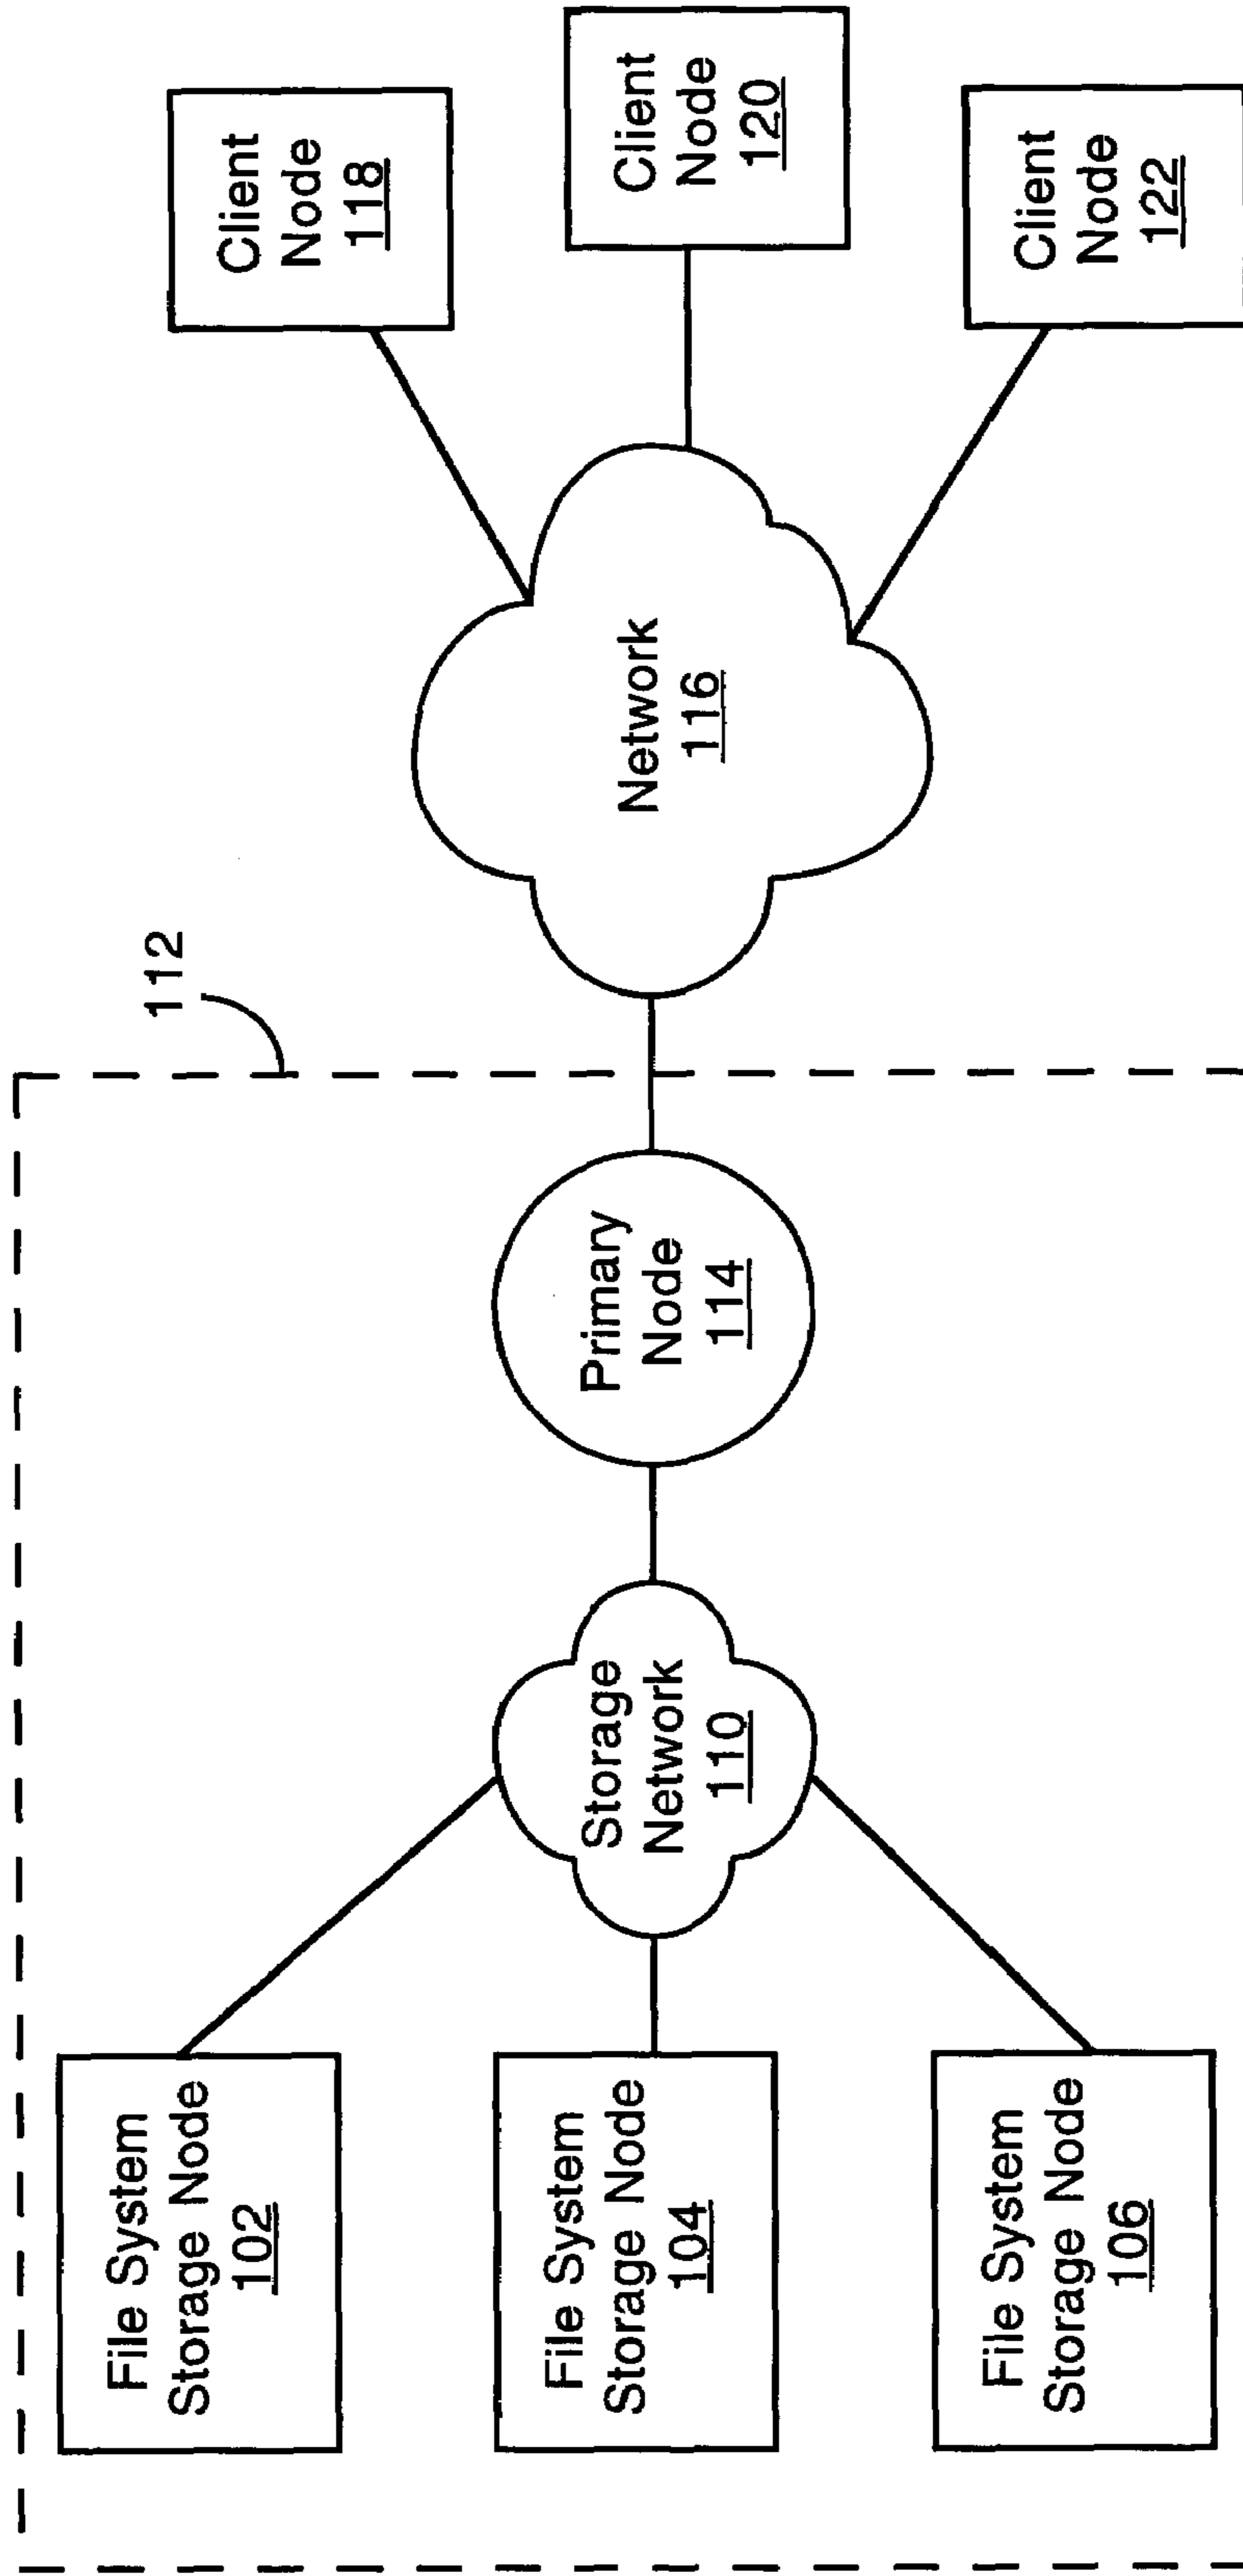 112
File System
Storage Node
102
File System
Storage Node
104
File System
Storage Node
106
Storage
Network
110
Primary
Node
114
Network
116
Client
Node
118
Client
Node
120
Client
Node
122